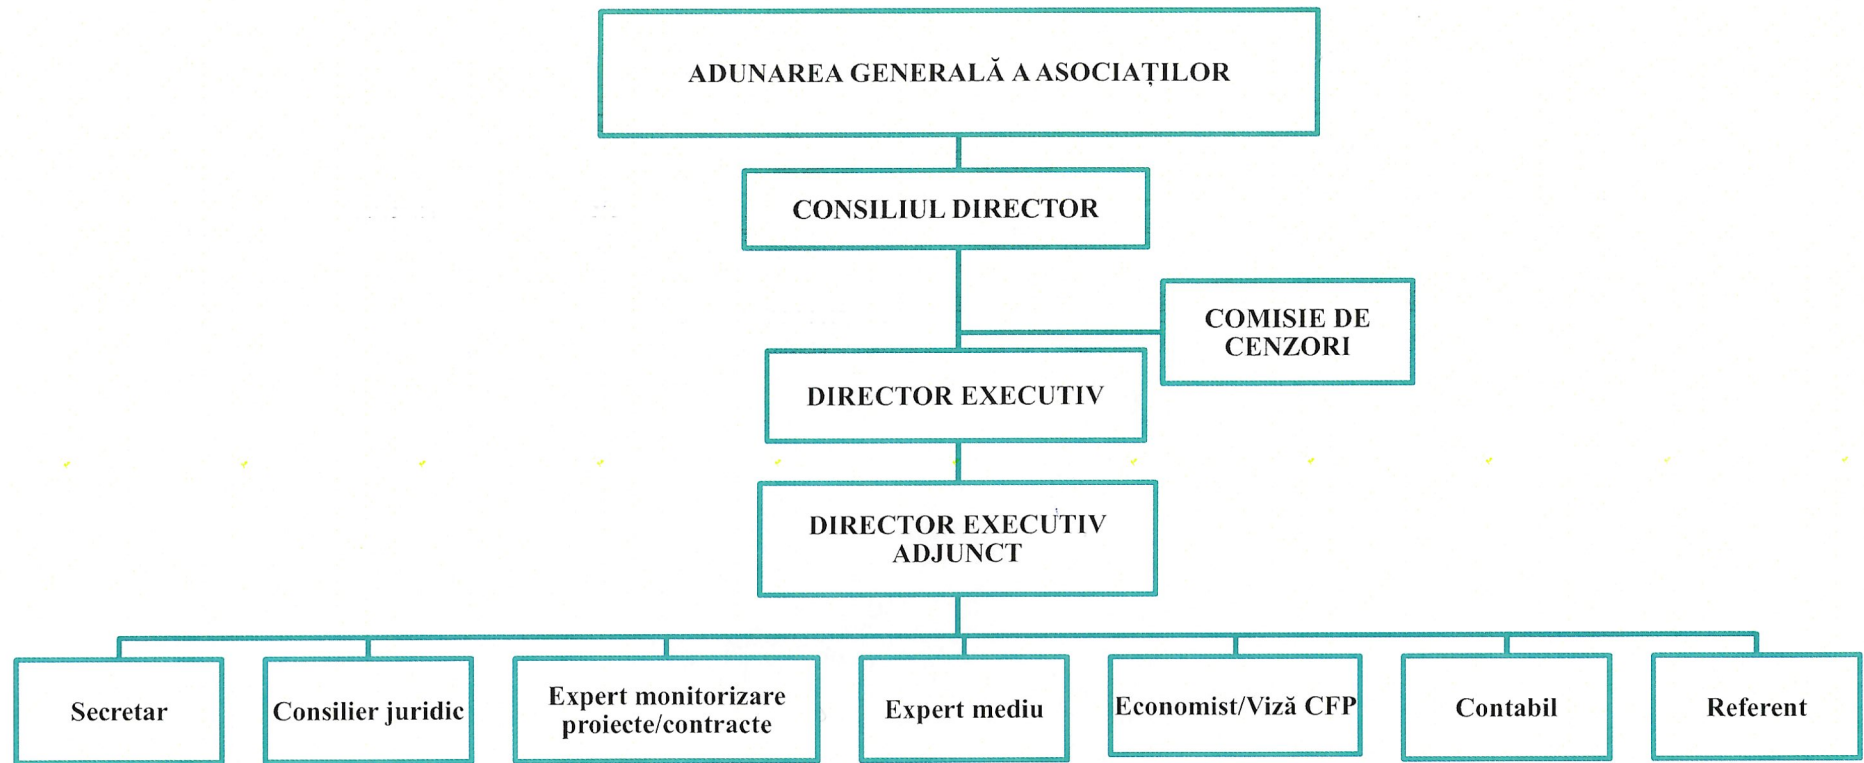 ADUNAREA GENERALĂ A ASOCIAȚILOR
CONSILIUL DIRECTOR
COMISIE DE
CENZORI
DIRECTOR EXECUTIV
DIRECTOR EXECUTIV
ADJUNCT
Secretar
Consilier juridic
Expert monitorizare
proiecte/contracte
Expert mediu
Economist/Viză CFP
Contabil
Referent